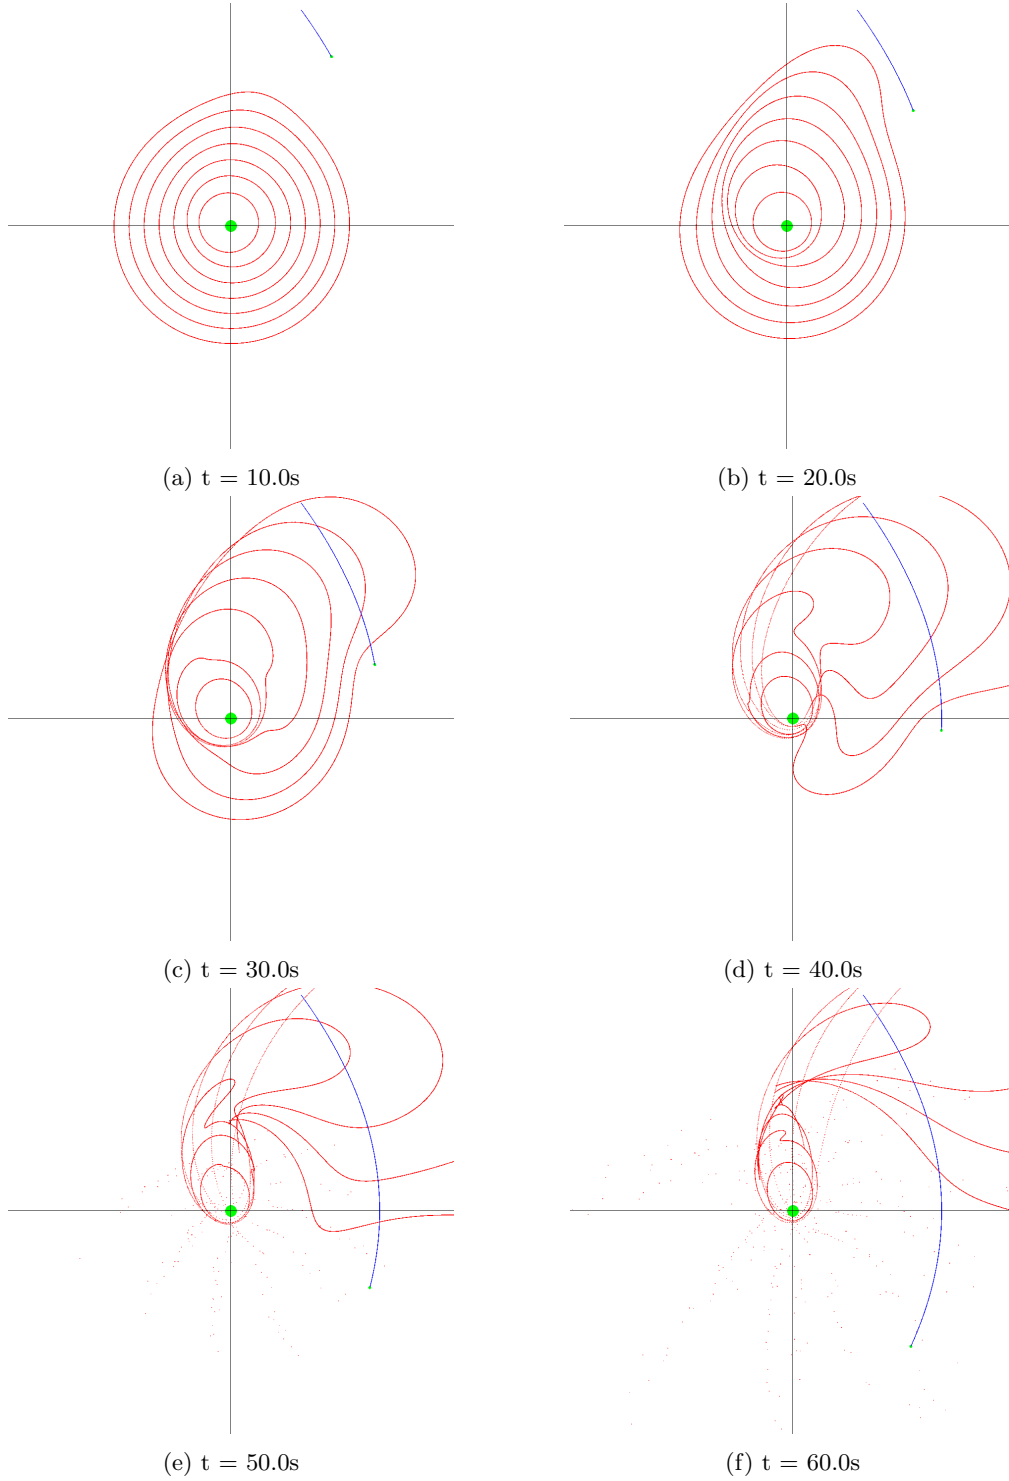 (a) t = 10.0s
(b) t = 20.0s
(c) t = 30.0s
(d) t = 40.0s
(e) t = 50.0s
(f) t = 60.0s